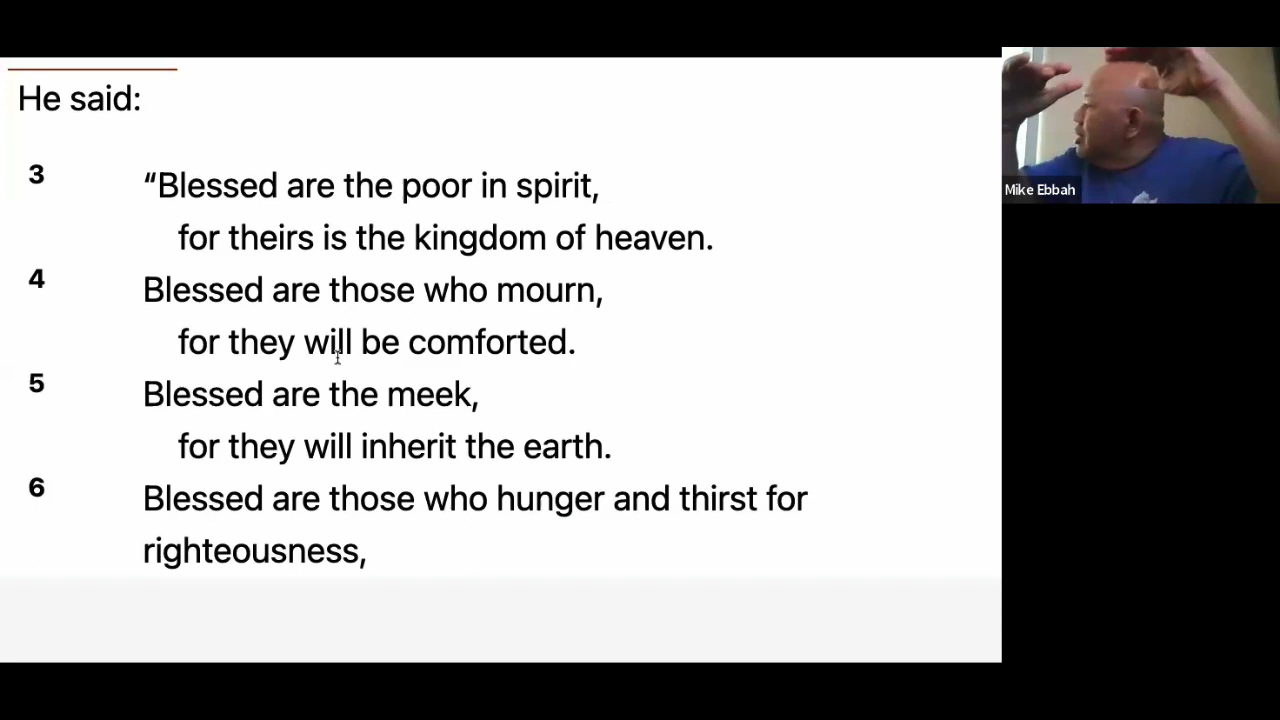 He said:
3 “Blessed are the poor in spirit,
for theirs is the kingdom of heaven.
4 Blessed are those who mourn,
for they will be comforted.
5 Blessed are the meek,
for they will inherit the earth.
6 Blessed are those who hunger and thirst for
righteousness,
Mike Ebbah